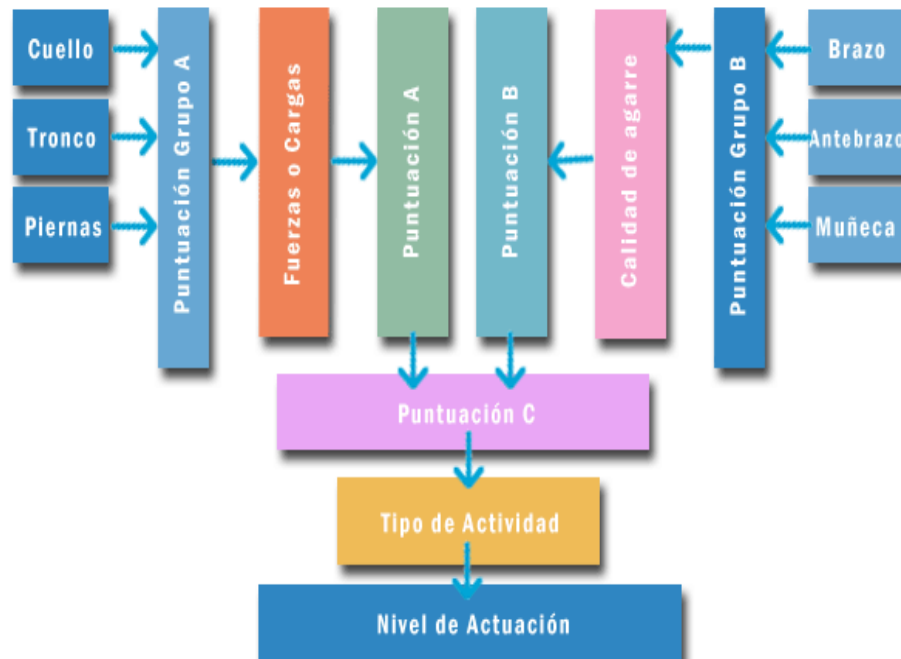 Cuello
Tronco
Piernas
Puntuación Grupo A
Fuerzas o Cargas
Puntuación A
Puntuación B
Calidad de agarre
Puntuación Grupo B
Brazo
Antebrazo
Muñeca
Puntuación C
Tipo de Actividad
Nivel de Actuación